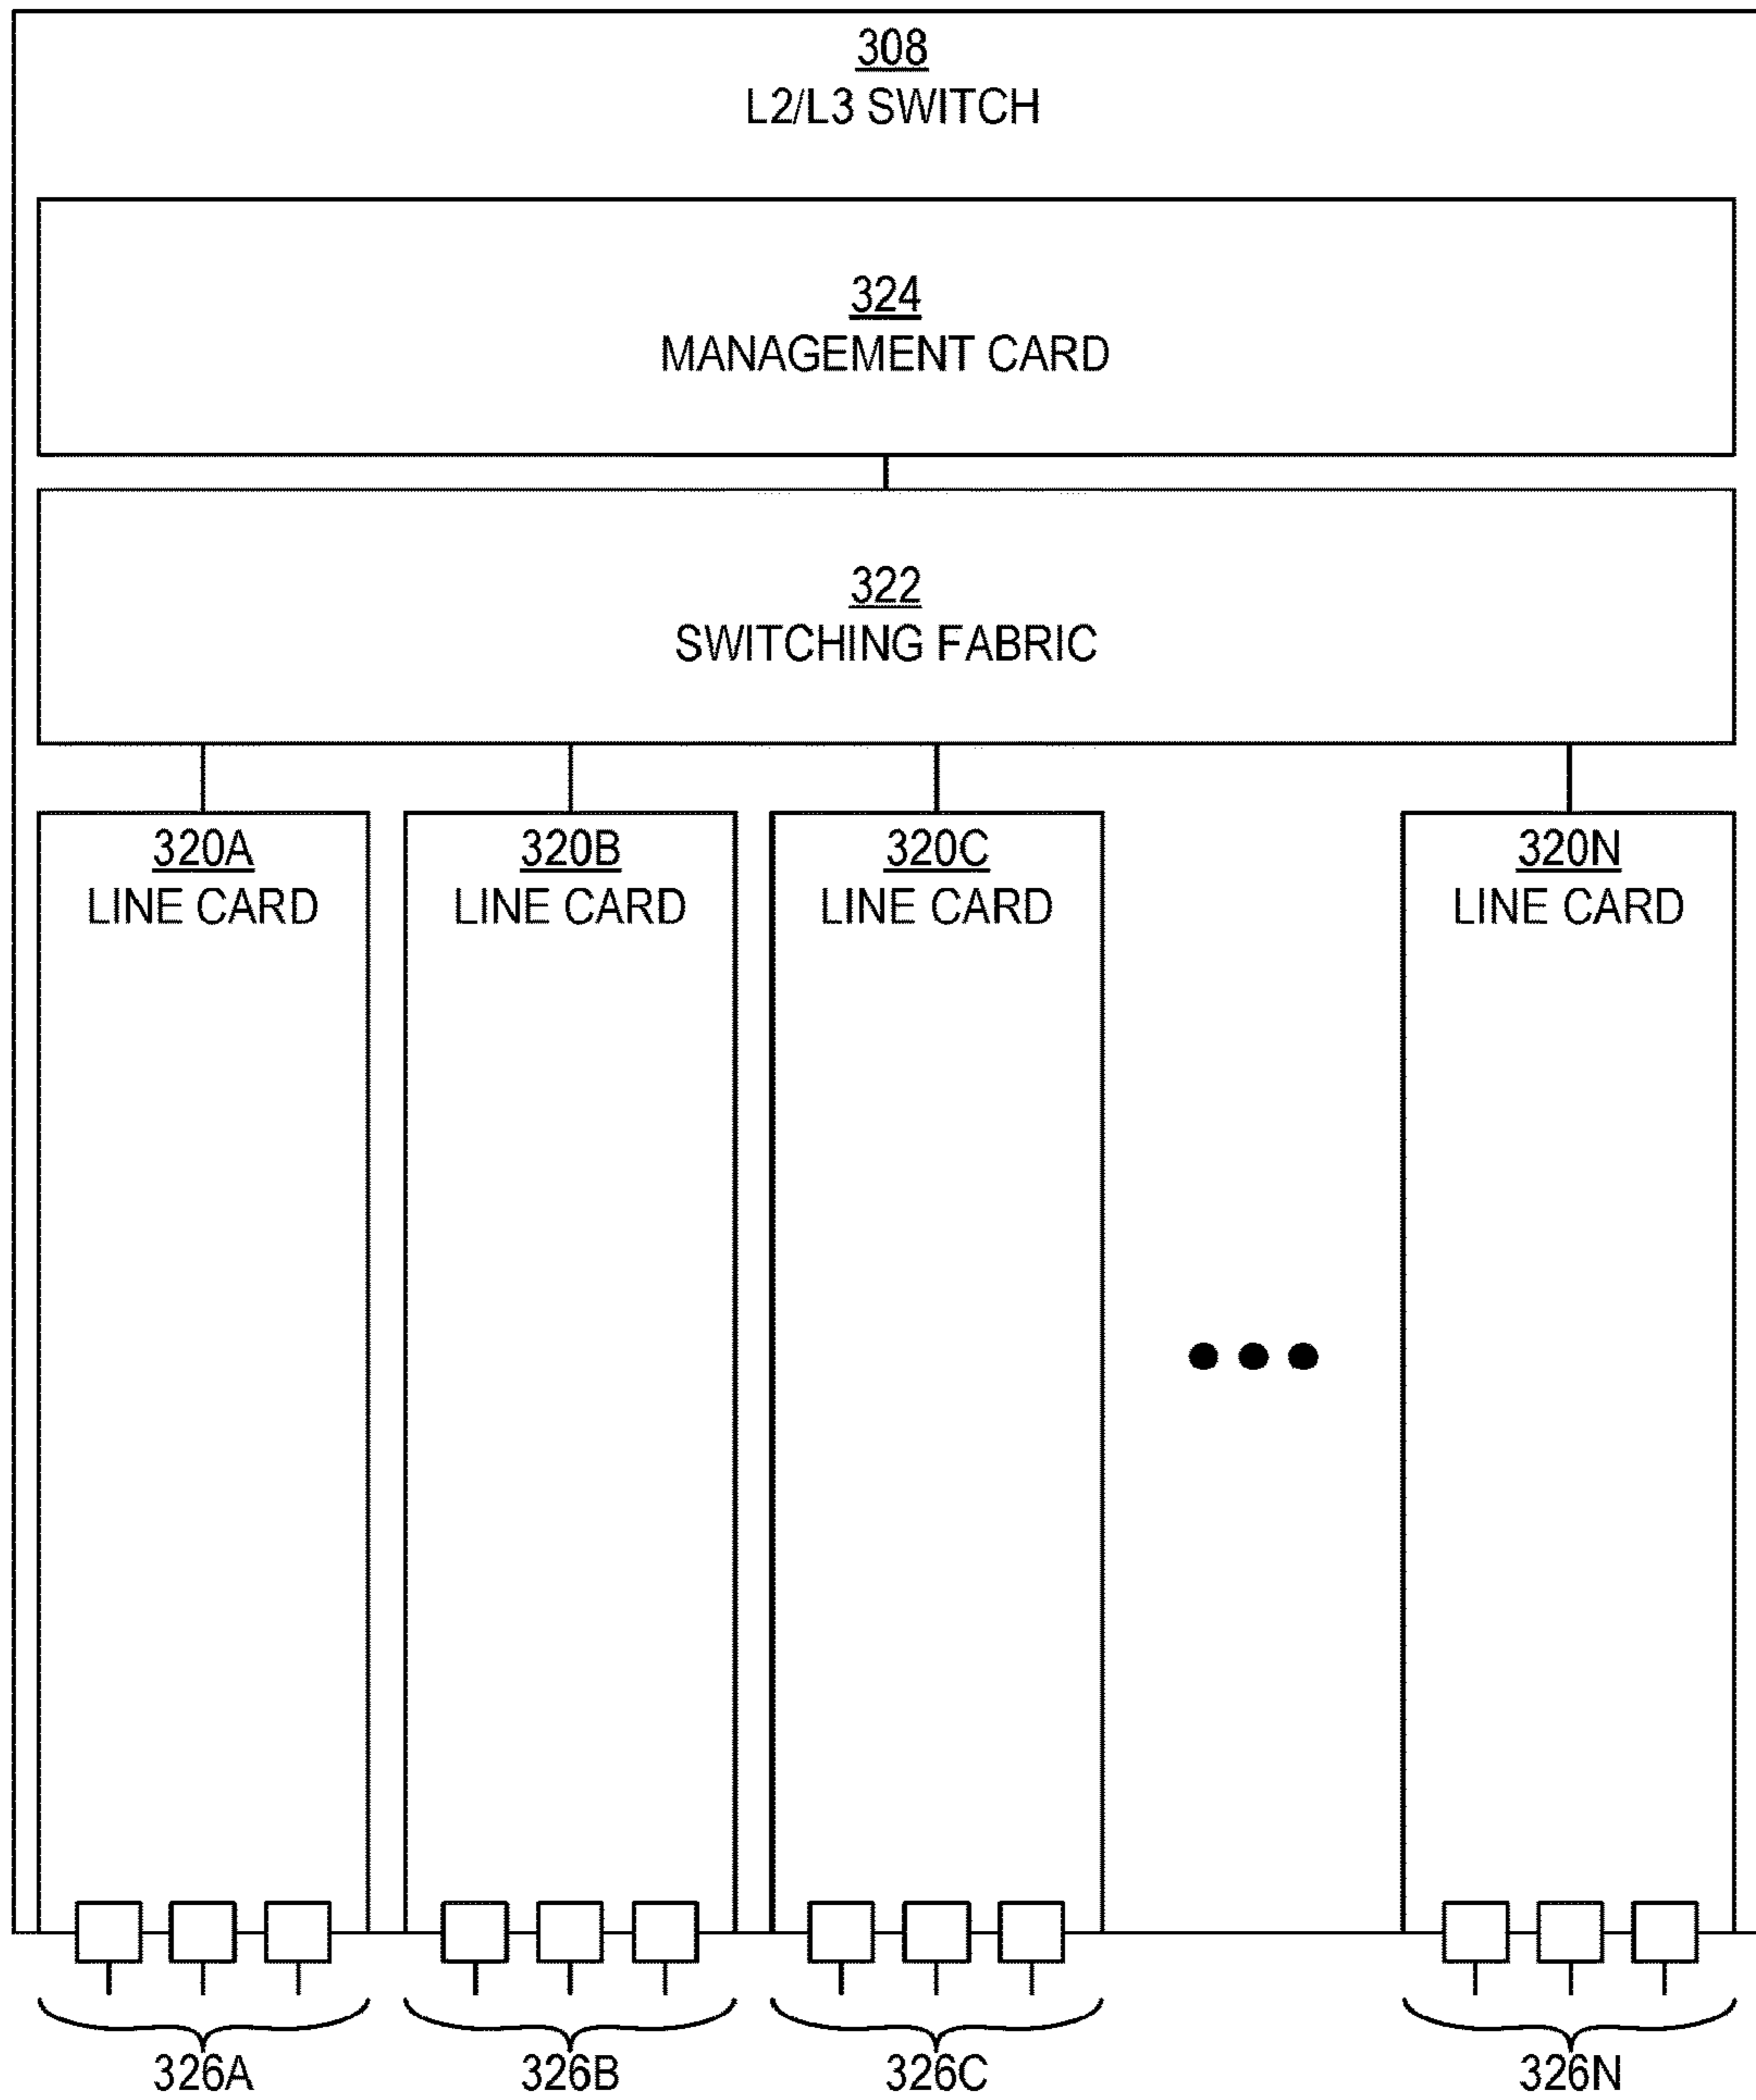 308
L2/L3 SWITCH
324
MANAGEMENT CARD
322
SWITCHING FABRIC
320A 320B 320C 320N
LINE CARD LINE CARD LINE CARD LINE CARD
326A 326B 326C 326N